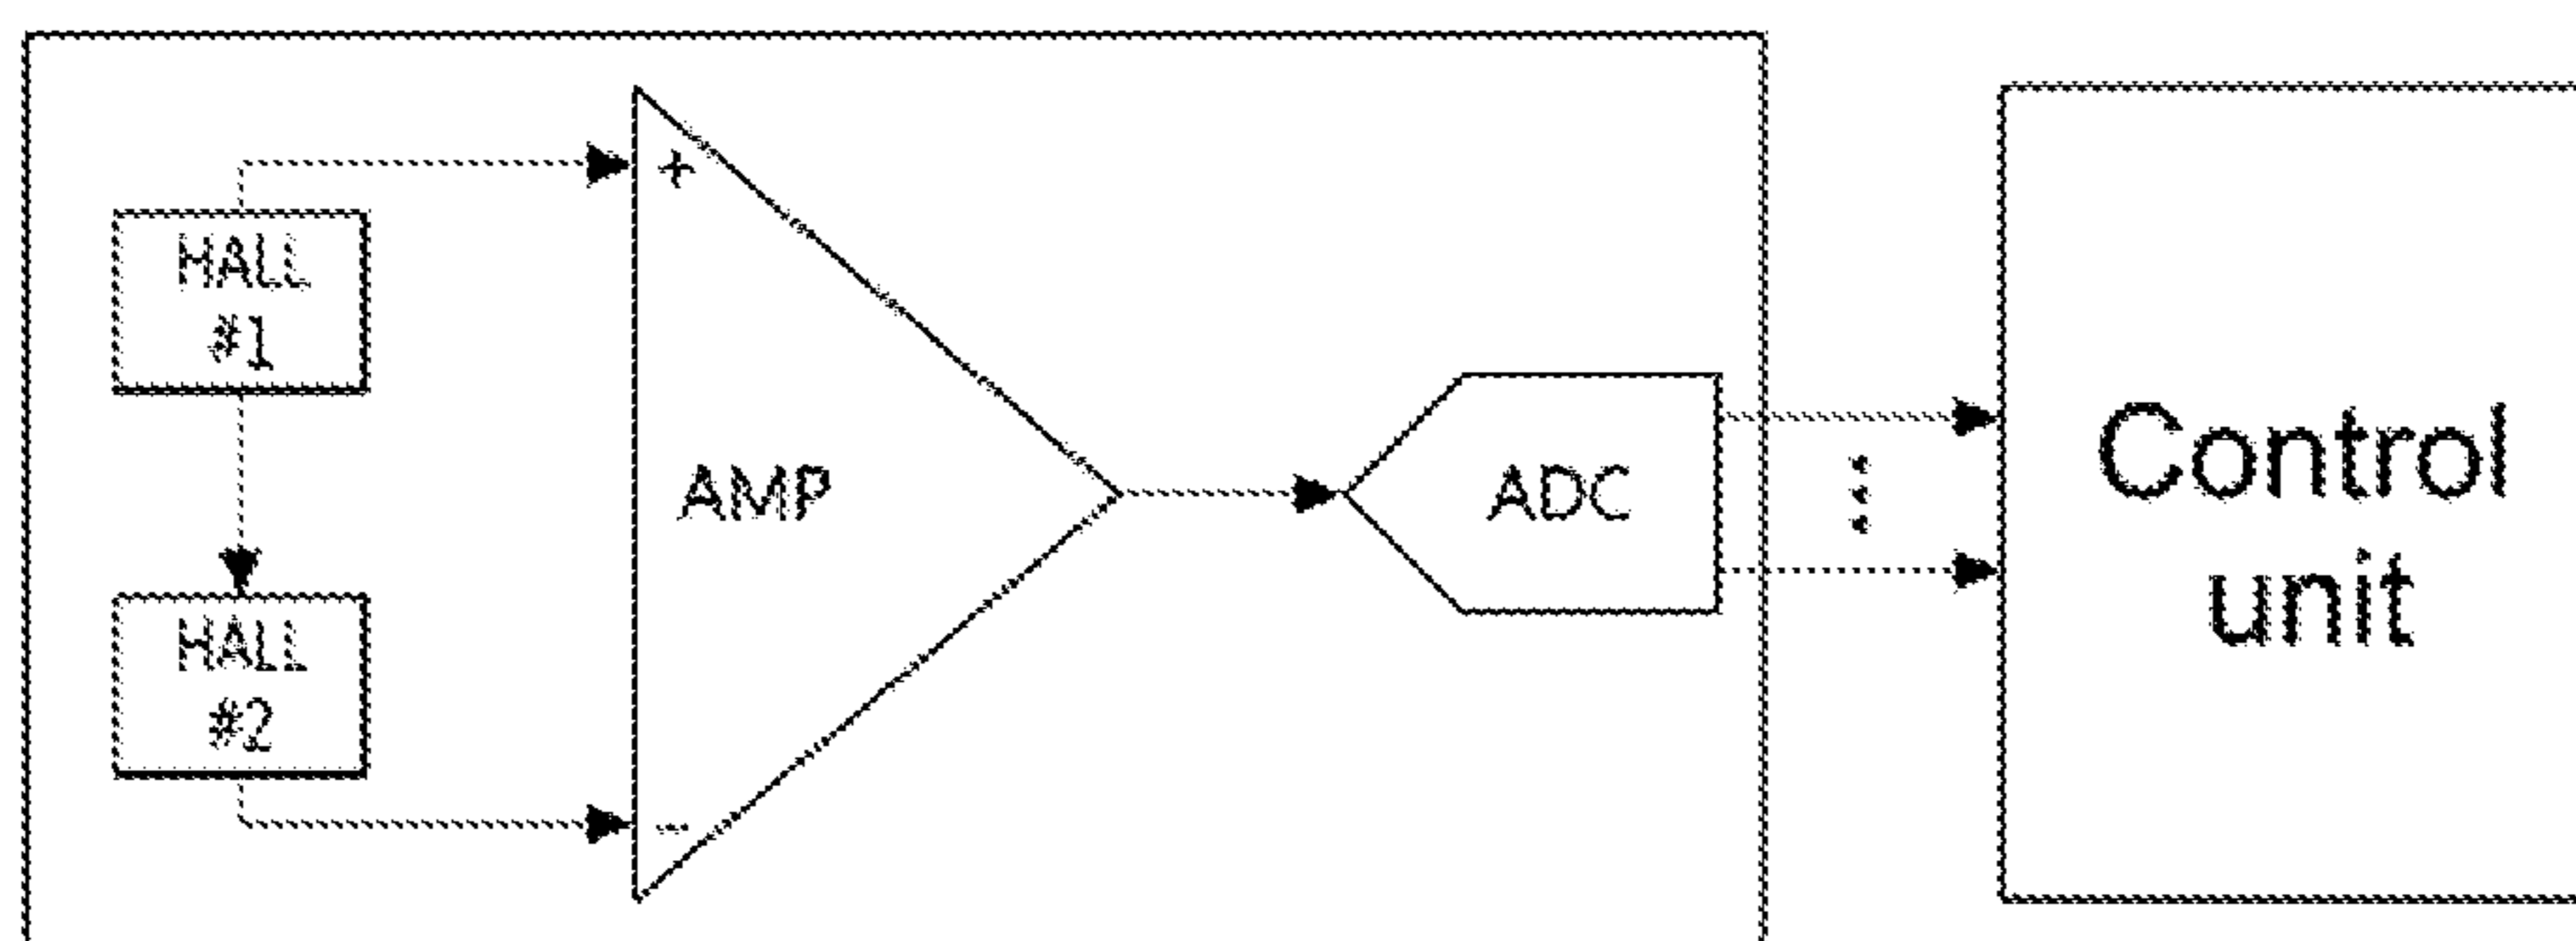 +
HALL
#1
AMP
ADC
Control
unit
HALL
#2
-